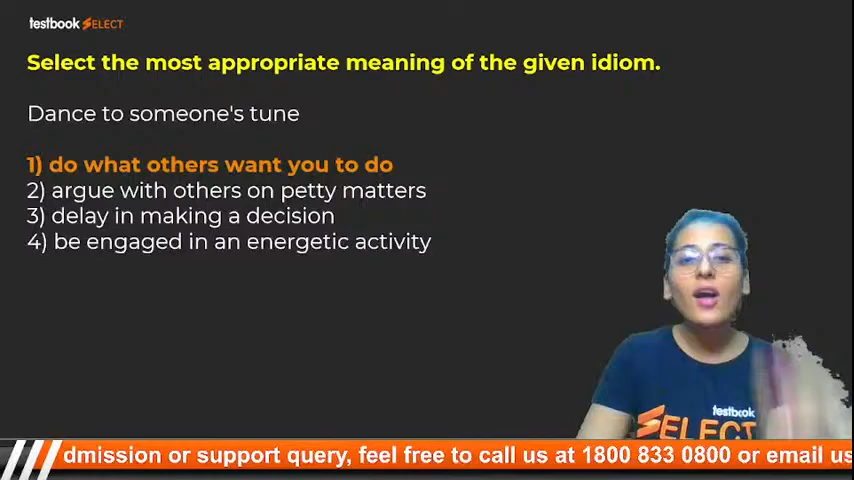 testbook SELECT
Select the most appropriate meaning of the given idiom.
Dance to someone's tune
1) do what others want you to do
2) argue with others on petty matters
3) delay in making a decision
4) be engaged in an energetic activity
testbook
SELECT
dmission or support query, feel free to call us at 1800 833 0800 or email us